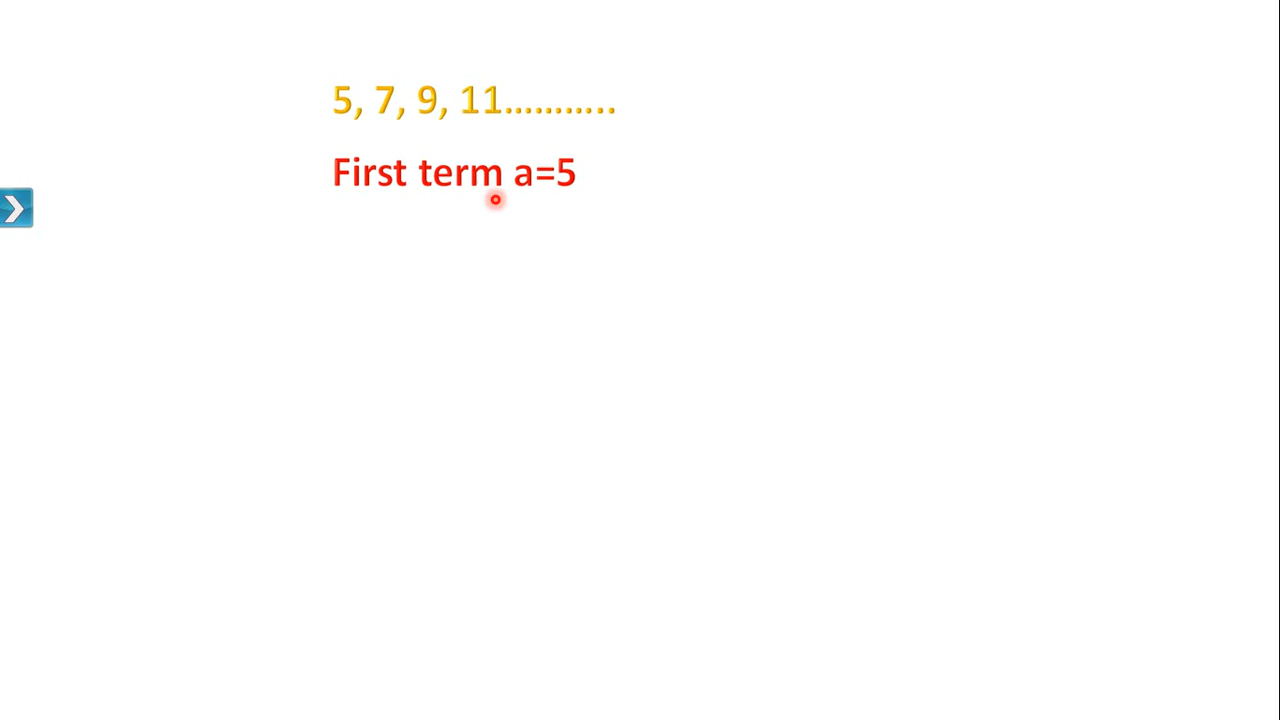 5, 7, 9, 11...........
First term a=5